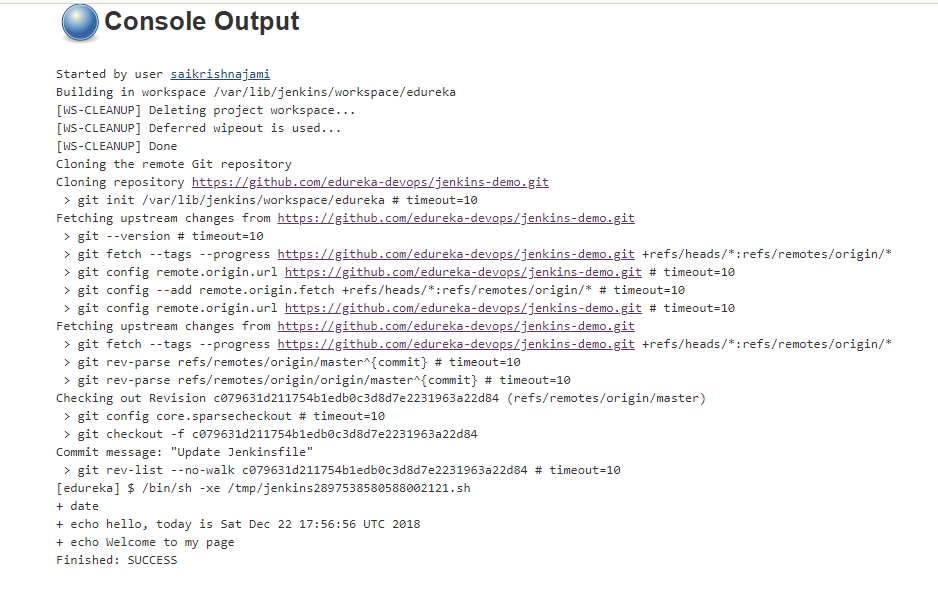 Console Output
Started by user saikrishnajami
Building in workspace /var/lib/jenkins/workspace/edureka
[WS-CLEANUP] Deleting project workspace...
[WS-CLEANUP] Deferred wipeout is used...
[WS-CLEANUP] Done
Cloning the remote Git repository
Cloning repository https://github.com/edureka-devops/jenkins-demo.git
 > git init /var/lib/jenkins/workspace/edureka # timeout=10
Fetching upstream changes from https://github.com/edureka-devops/jenkins-demo.git
 > git --version # timeout=10
 > git fetch --tags --progress https://github.com/edureka-devops/jenkins-demo.git +refs/heads/*:refs/remotes/origin/*
 > git config remote.origin.url https://github.com/edureka-devops/jenkins-demo.git # timeout=10
 > git config --add remote.origin.fetch +refs/heads/*:refs/remotes/origin/* # timeout=10
 > git config remote.origin.url https://github.com/edureka-devops/jenkins-demo.git # timeout=10
Fetching upstream changes from https://github.com/edureka-devops/jenkins-demo.git
 > git fetch --tags --progress https://github.com/edureka-devops/jenkins-demo.git +refs/heads/*:refs/remotes/origin/*
 > git rev-parse refs/remotes/origin/master^{commit} # timeout=10
 > git rev-parse refs/remotes/origin/origin/master^{commit} # timeout=10
Checking out Revision c079631d211754b1edb0c3d8d7e2231963a22d84 (refs/remotes/origin/master)
 > git config core.sparsecheckout # timeout=10
 > git checkout -f c079631d211754b1edb0c3d8d7e2231963a22d84
Commit message: "Update Jenkinsfile"
 > git rev-list --no-walk c079631d211754b1edb0c3d8d7e2231963a22d84 # timeout=10
[edureka] $ /bin/sh -xe /tmp/jenkins2897538580588002121.sh
+ date
+ echo hello, today is Sat Dec 22 17:56:56 UTC 2018
+ echo Welcome to my page
Finished: SUCCESS